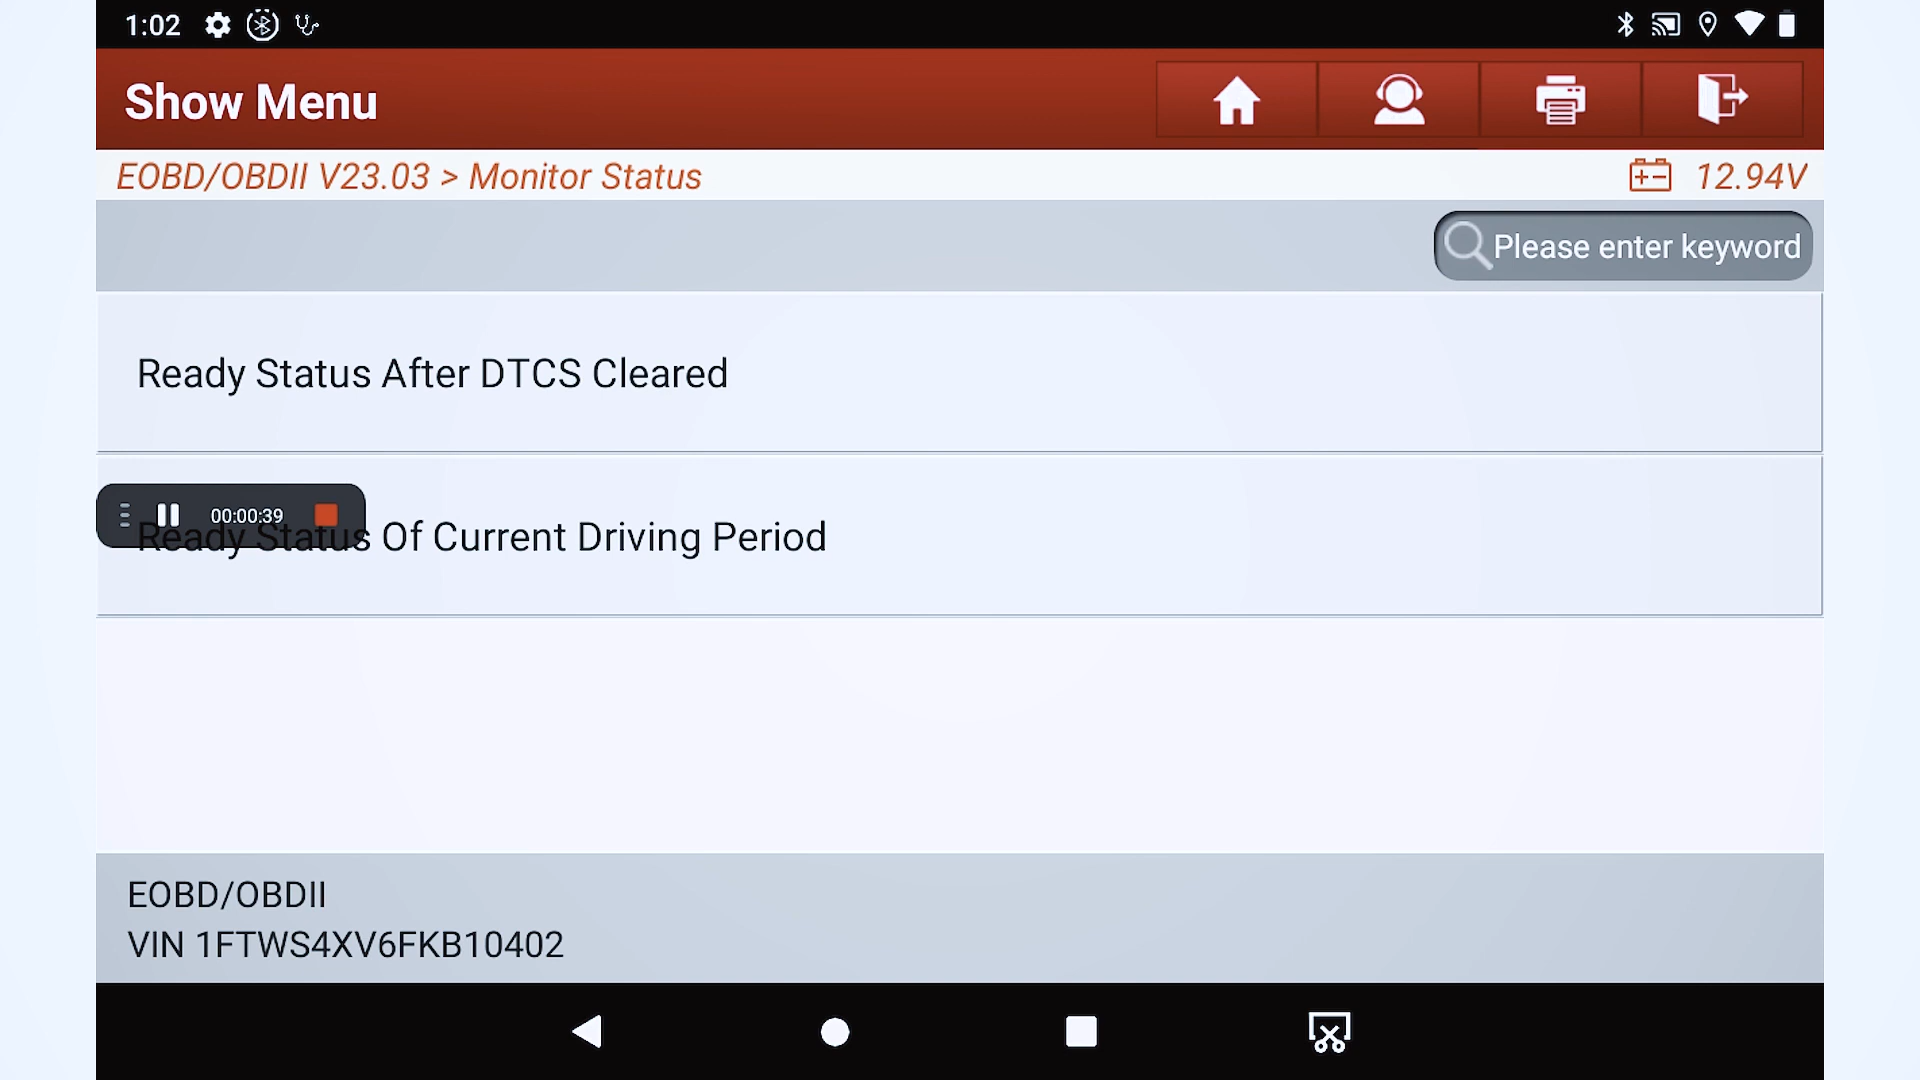 1:02
Show Menu
EOBD/OBDII V23.03 > Monitor Status
12.94V
Please enter keyword
Ready Status After DTCS Cleared
00:00:39
Ready Status Of Current Driving Period
EOBD/OBDII
VIN 1FTWS4XV6FKB10402